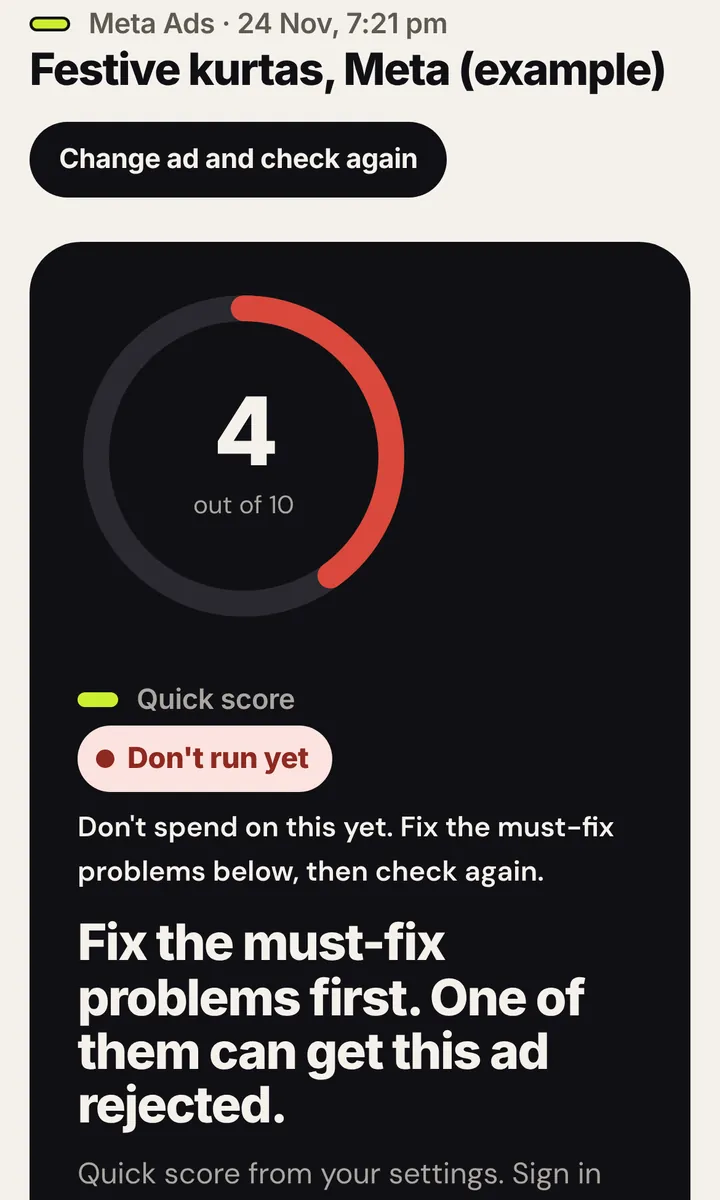 Meta Ads · 24 Nov, 7:21 pm
Festive kurtas, Meta (example)
Change ad and check again
4
out of 10
Quick score
Don't run yet
Don't spend on this yet. Fix the must-fix
problems below, then check again.
Fix the must-fix
problems first. One of
them can get this ad
rejected.
Quick score from your settings. Sign in